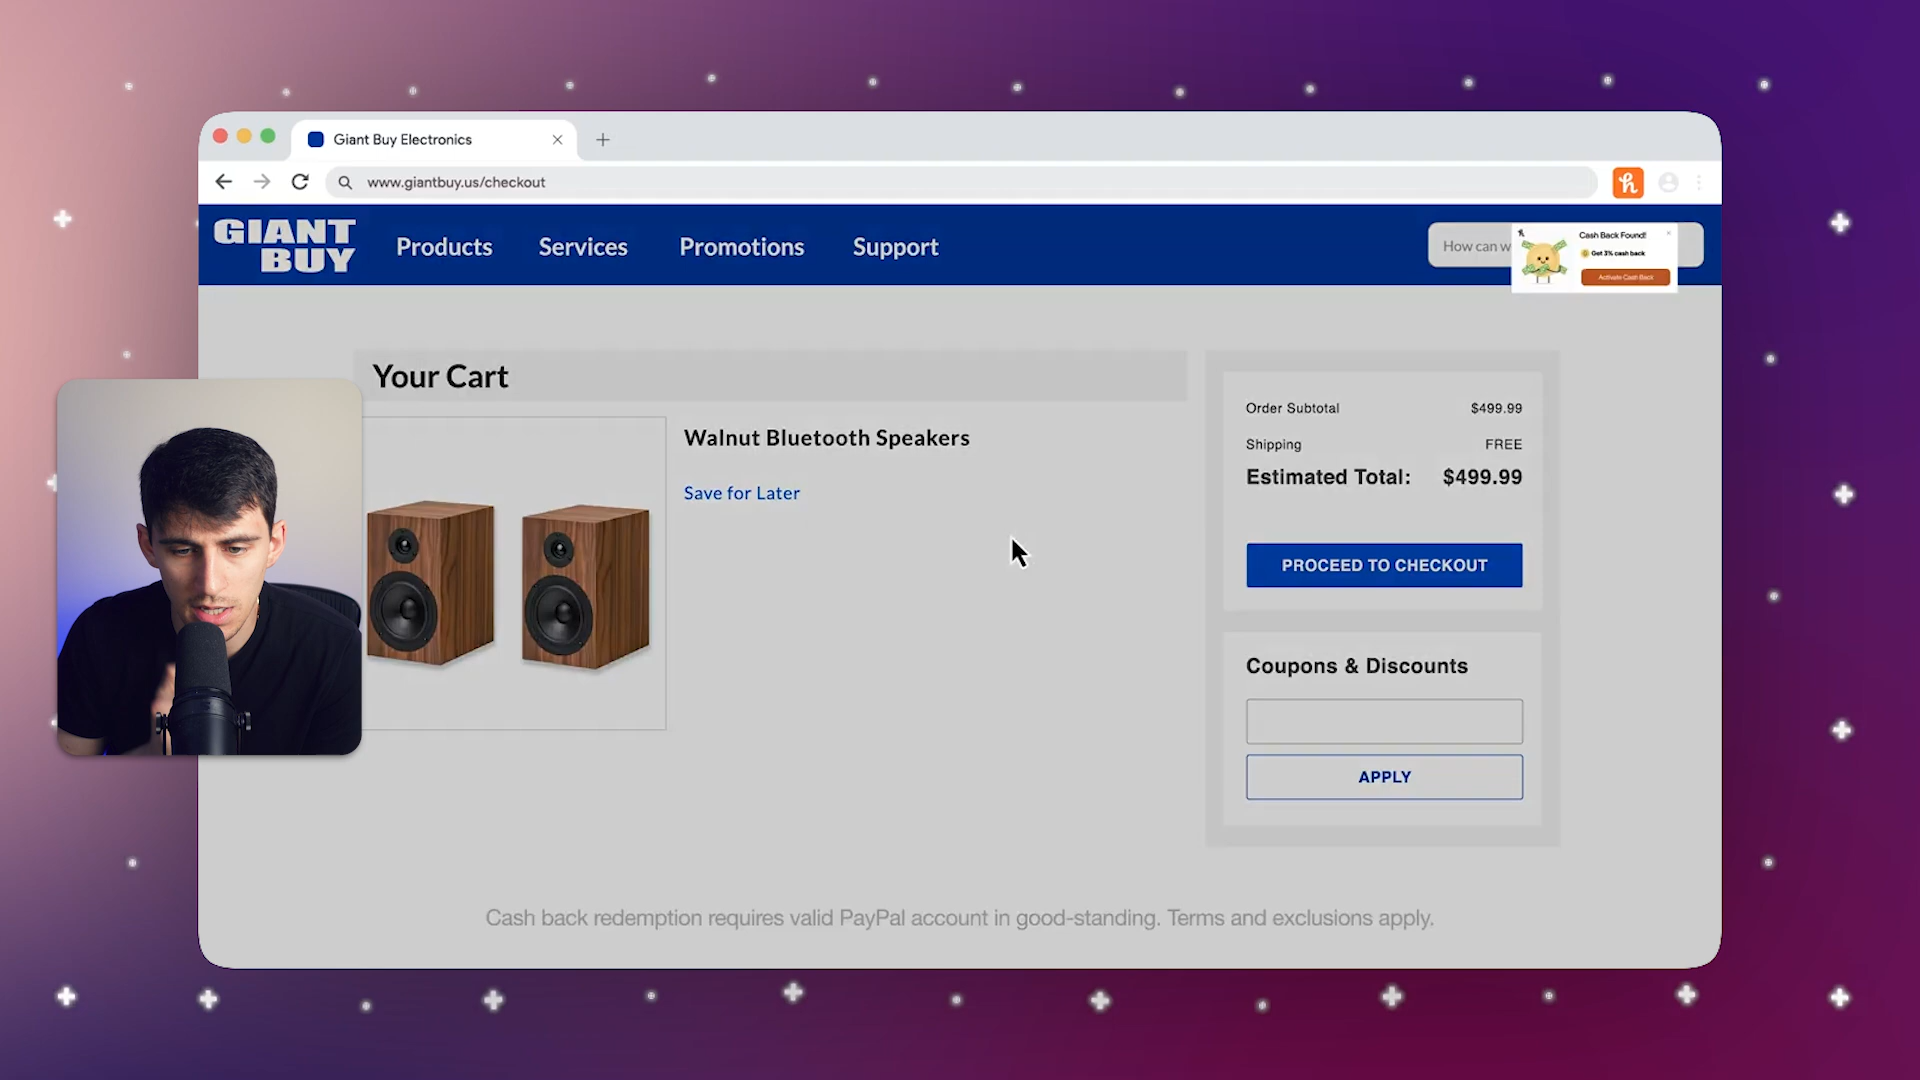 Giant Buy Electronics
www.giantbuy.us/checkout
h
GIANT
BUY
Products
Services
Promotions
Support
How can w
Cash Back Found!
Get 3% cash back
Activate Cash Back
Your Cart
Walnut Bluetooth Speakers
Save for Later
Order Subtotal $499.99
Shipping FREE
Estimated Total: $499.99
PROCEED TO CHECKOUT
Coupons & Discounts
APPLY
Cash back redemption requires valid PayPal account in good-standing. Terms and exclusions apply.